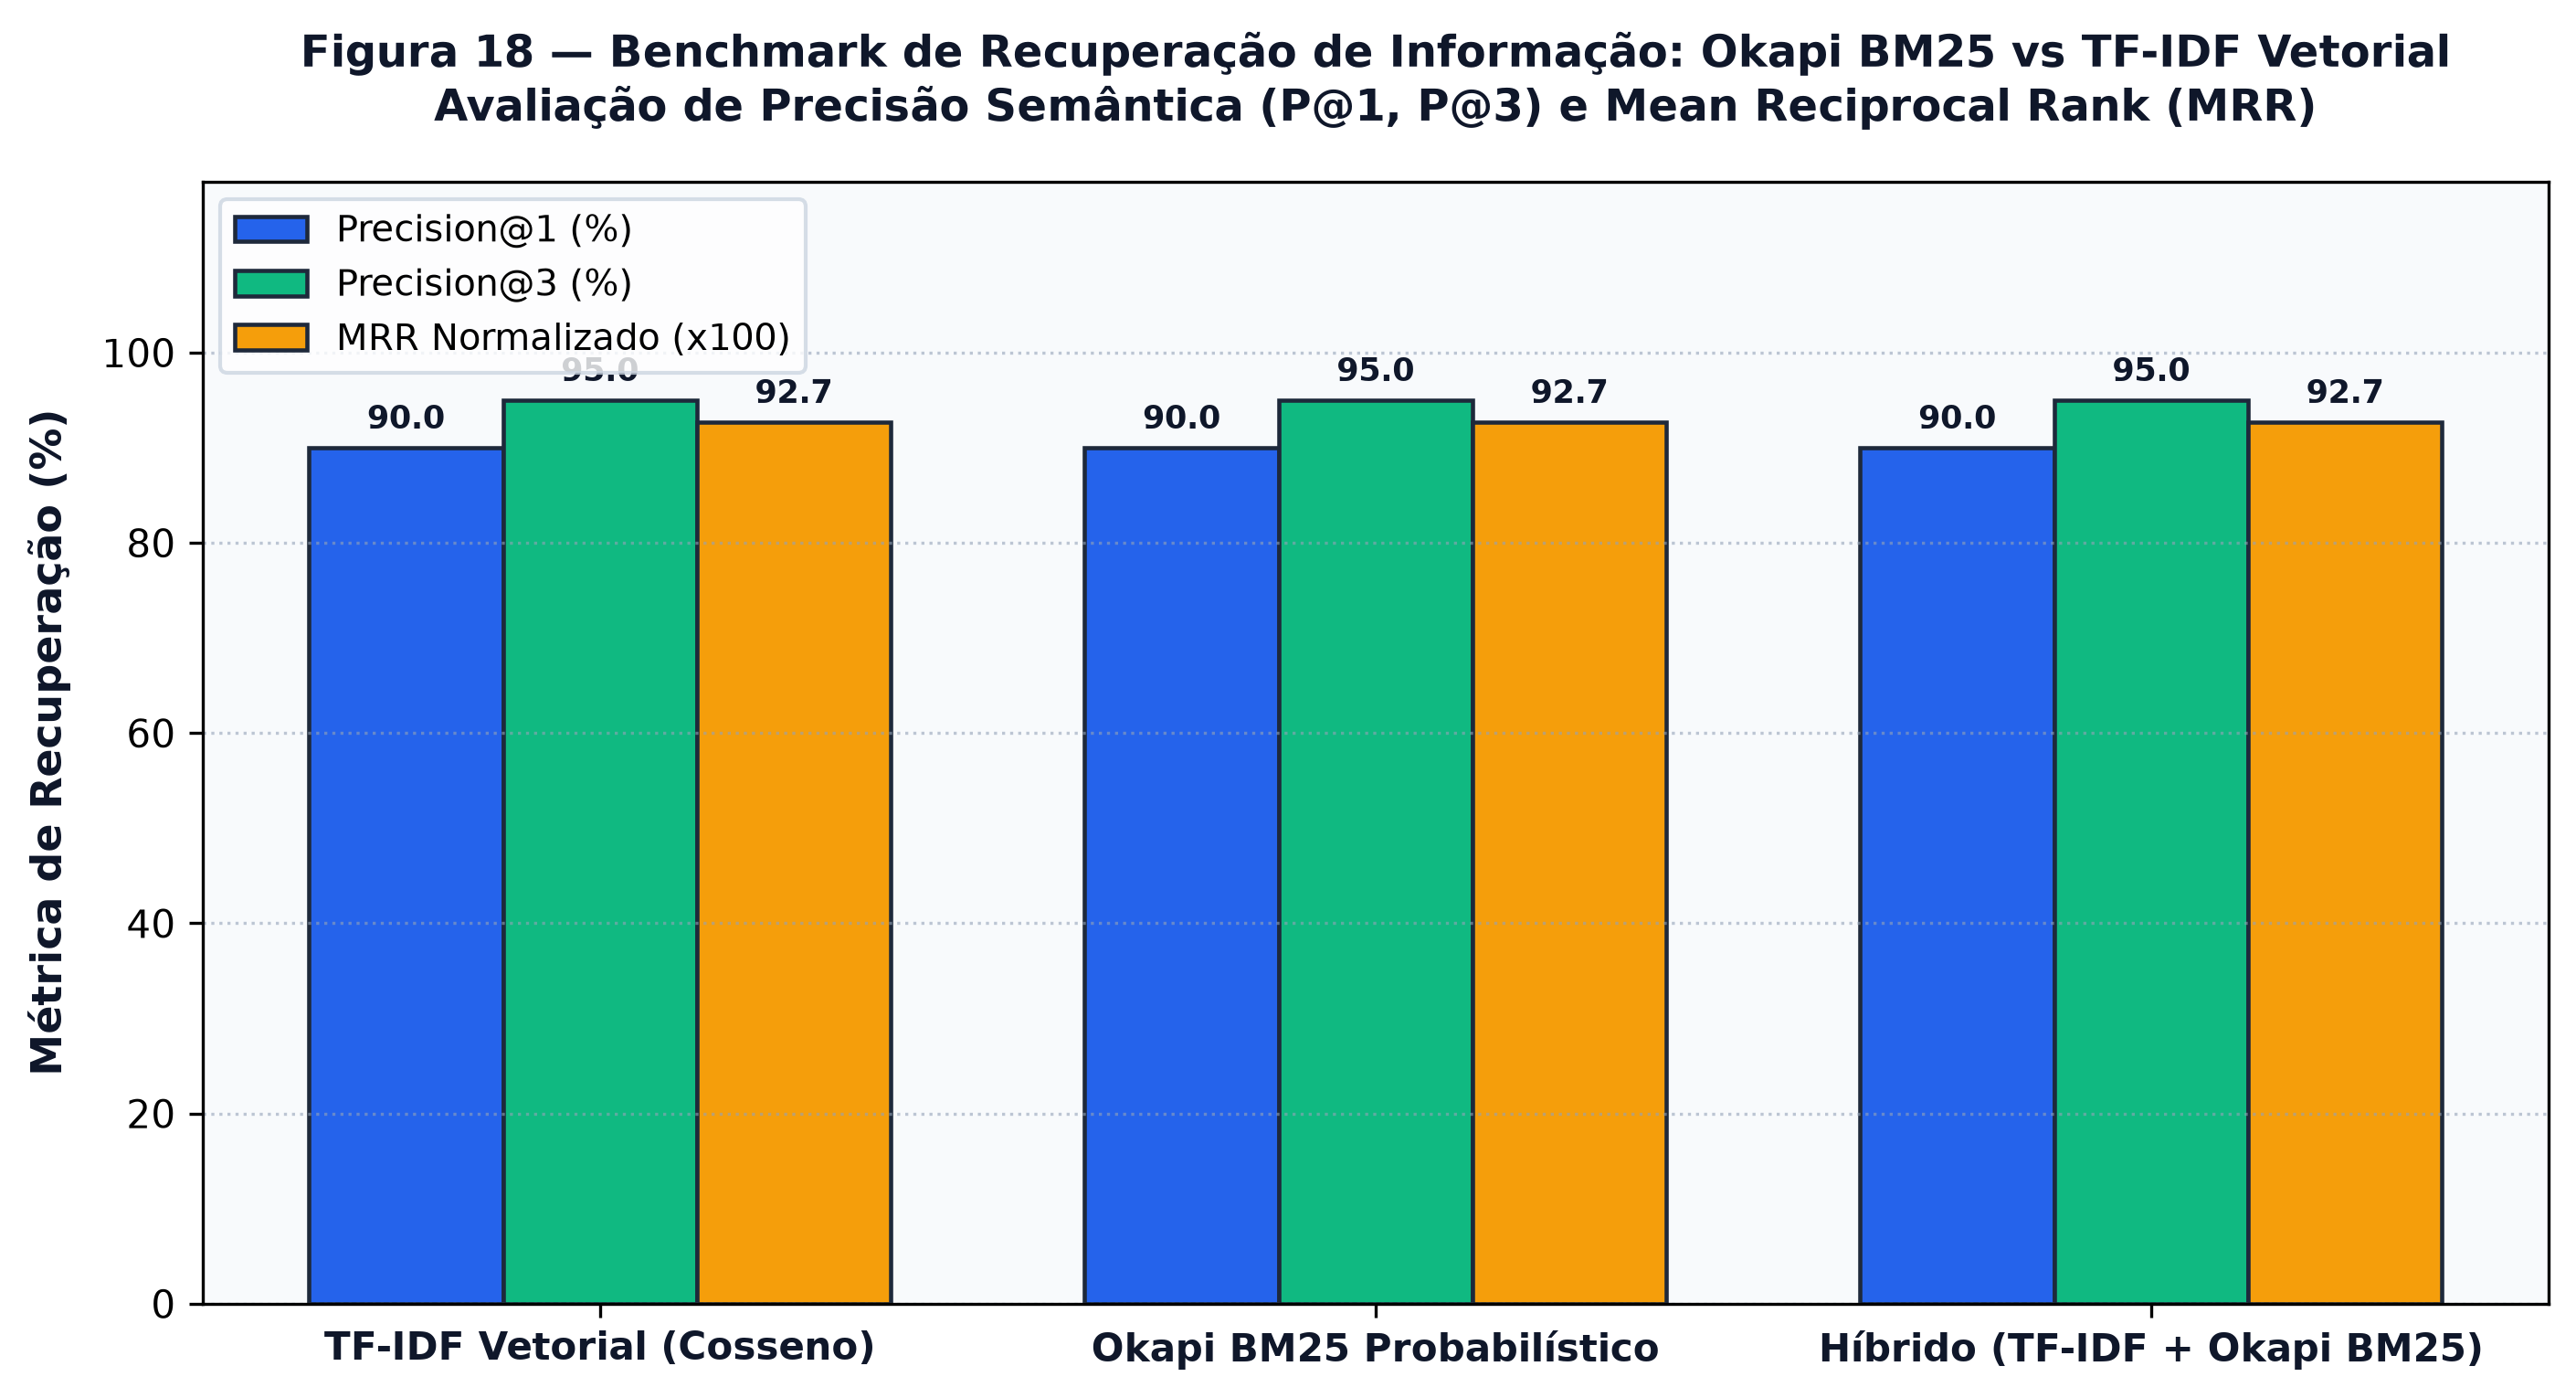 Figura 18 — Benchmark de Recuperação de Informação: Okapi BM25 vs TF-IDF Vetorial
Avaliação de Precisão Semântica (P@1, P@3) e Mean Reciprocal Rank (MRR)
Precision@1 (%)
Precision@3 (%)
MRR Normalizado (x100)
Métrica de Recuperação (%)
100
80
60
40
20
0
90.0
95.0
92.7
90.0
95.0
92.7
90.0
95.0
92.7
TF-IDF Vetorial (Cosseno)
Okapi BM25 Probabilístico
Híbrido (TF-IDF + Okapi BM25)